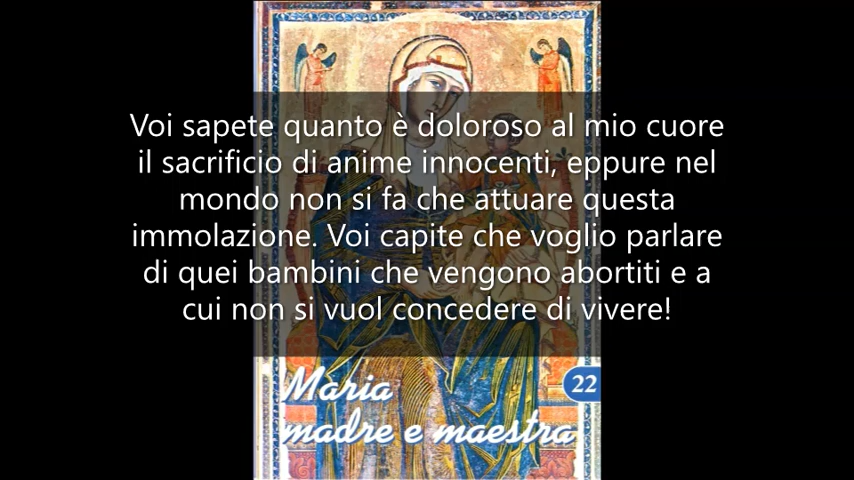 Voi sapete quanto è doloroso al mio cuore
il sacrificio di anime innocenti, eppure nel
mondo non si fa che attuare questa
immolazione. Voi capite che voglio parlare
di quei bambini che vengono abortiti e a
cui non si vuol concedere di vivere!
22
Maria
madre e maestra